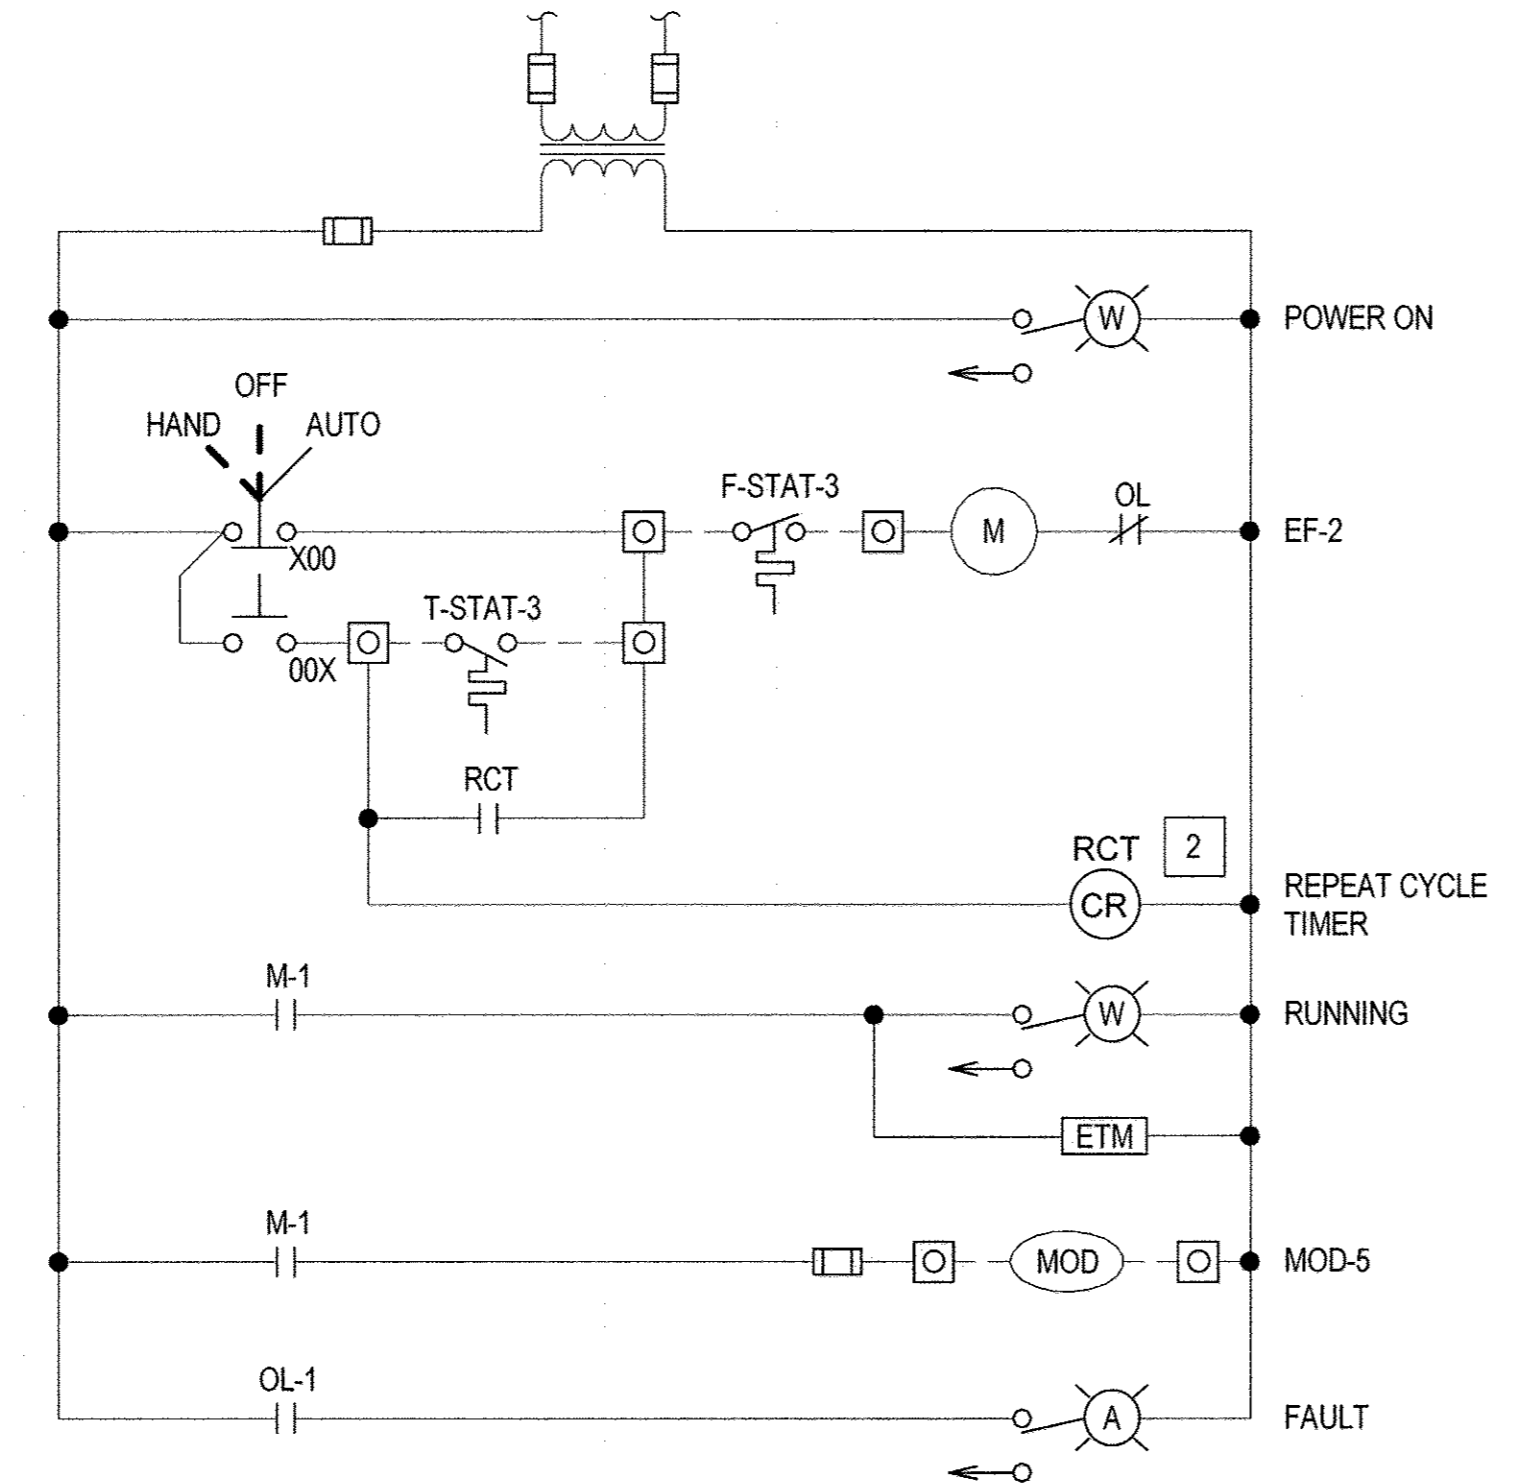 W
POWER ON
OFF
HAND
AUTO
F-STAT-3
OL
M
EF-2
X00
T-STAT-3
00X
RCT
RCT
2
CR
REPEAT CYCLE
TIMER
M-1
W
RUNNING
ETM
M-1
MOD
MOD-5
OL-1
A
FAULT